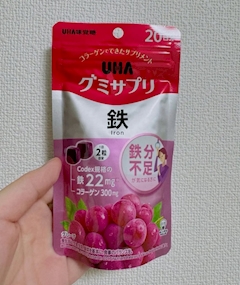 UHA味覚糖
20日分
コラーゲンでできたサプリメント
UHA
グミサプリ
鉄
Iron
2粒
鉄分
不足
Codex規格の
鉄22mg
コラーゲン300mg